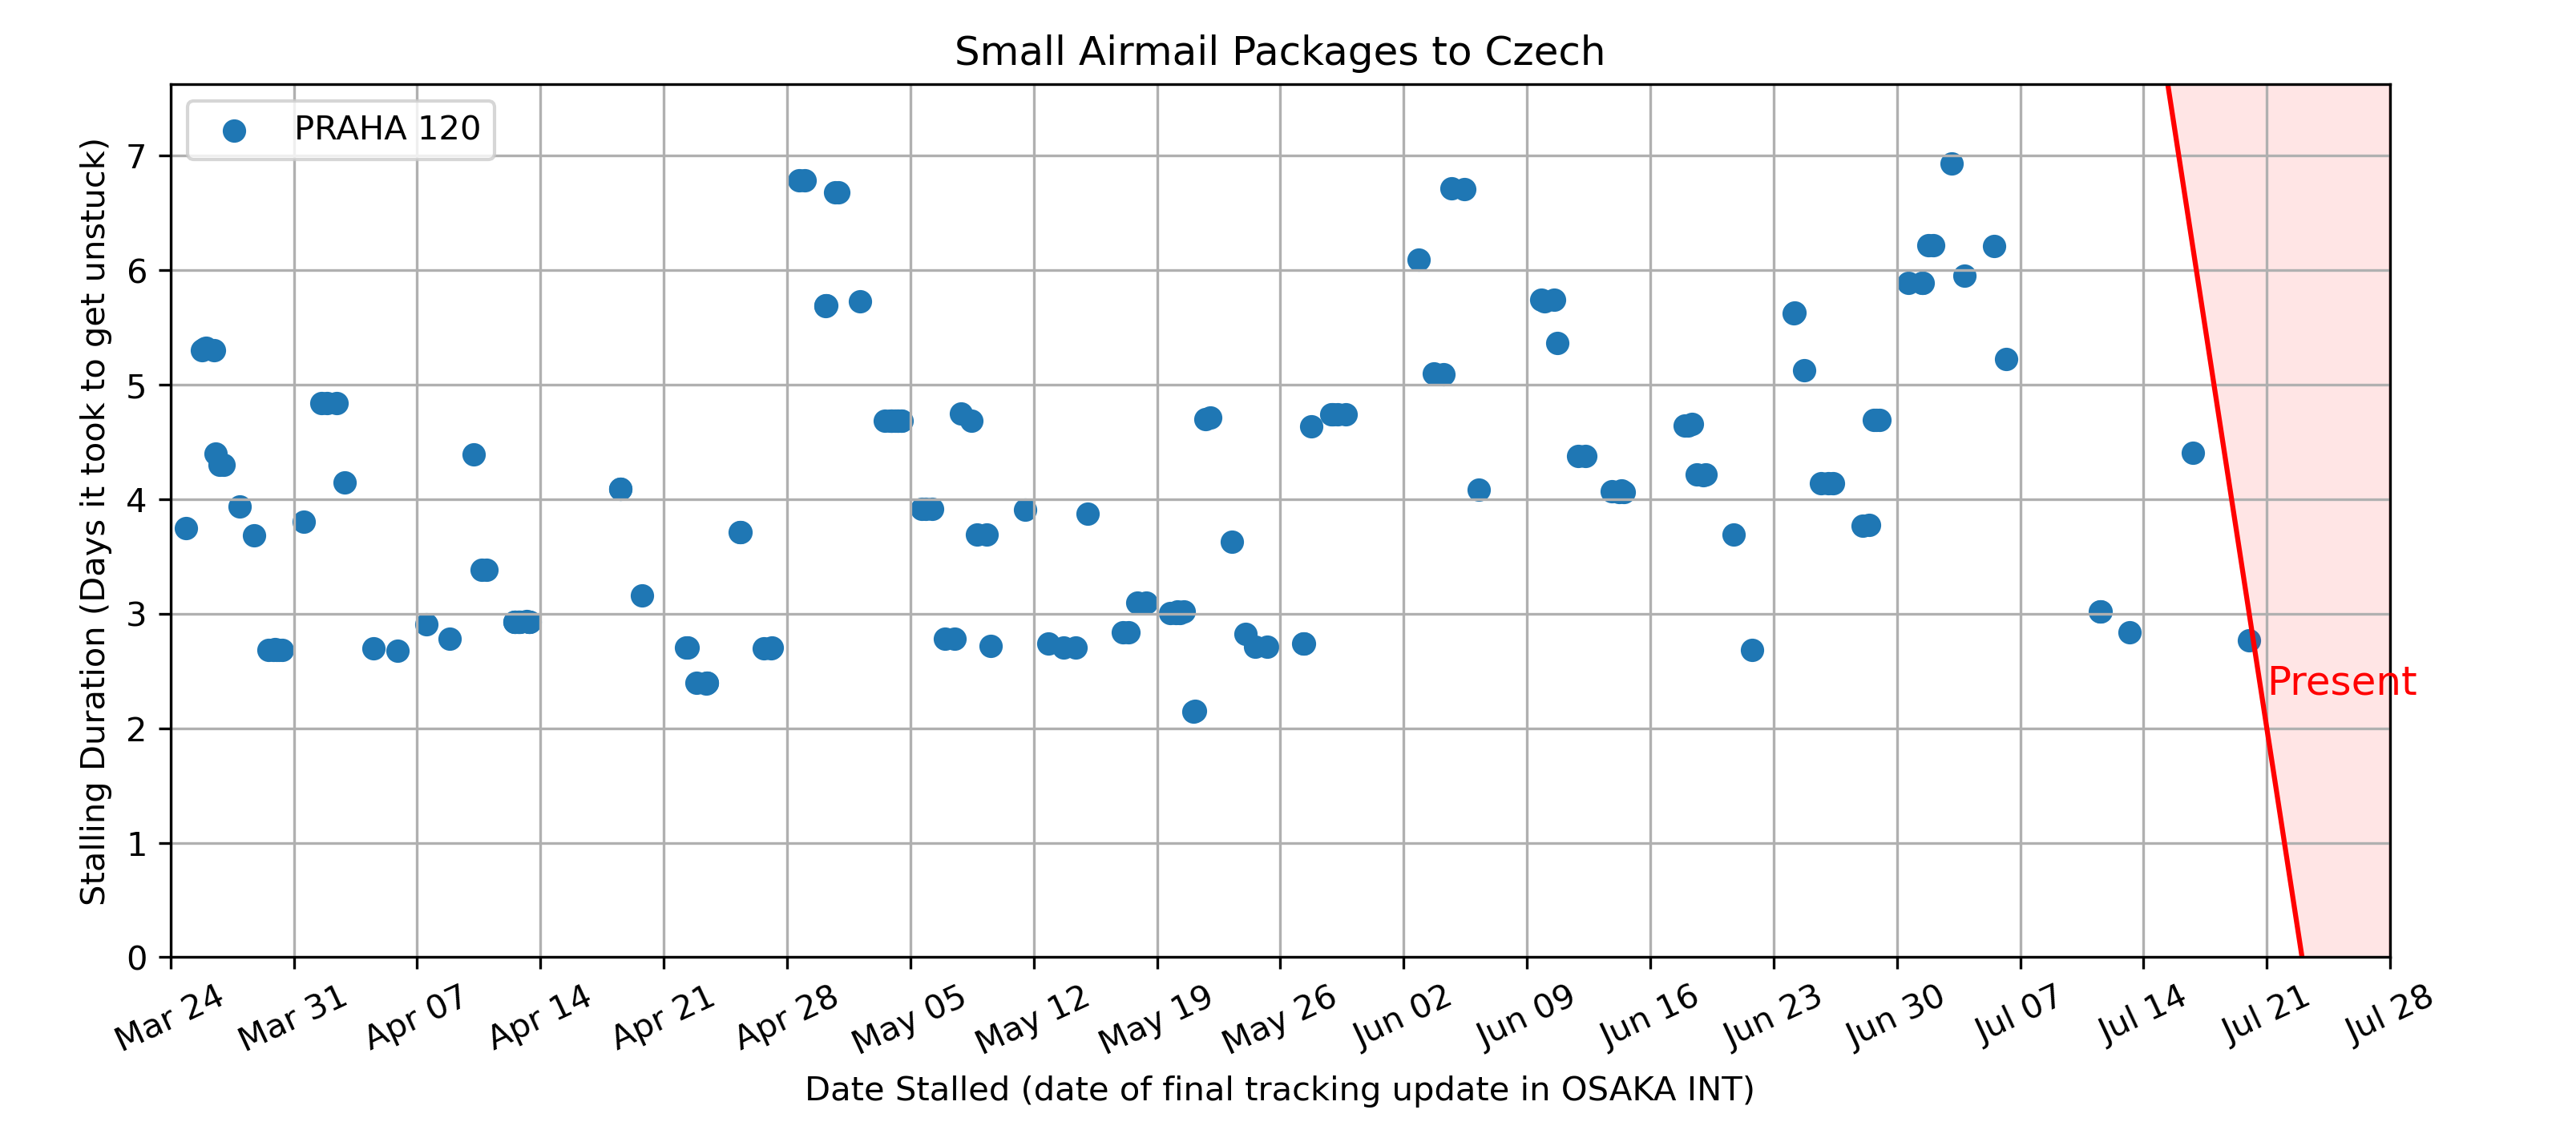 Small Airmail Packages to Czech
PRAHA 120
Stalling Duration (Days it took to get unstuck)
7
6
5
4
3
2
1
0
Present
Mar 24
Mar 31
Apr 07
Apr 14
Apr 21
Apr 28
May 05
May 12
May 19
May 26
Jun 02
Jun 09
Jun 16
Jun 23
Jun 30
Jul 07
Jul 14
Jul 21
Jul 28
Date Stalled (date of final tracking update in OSAKA INT)